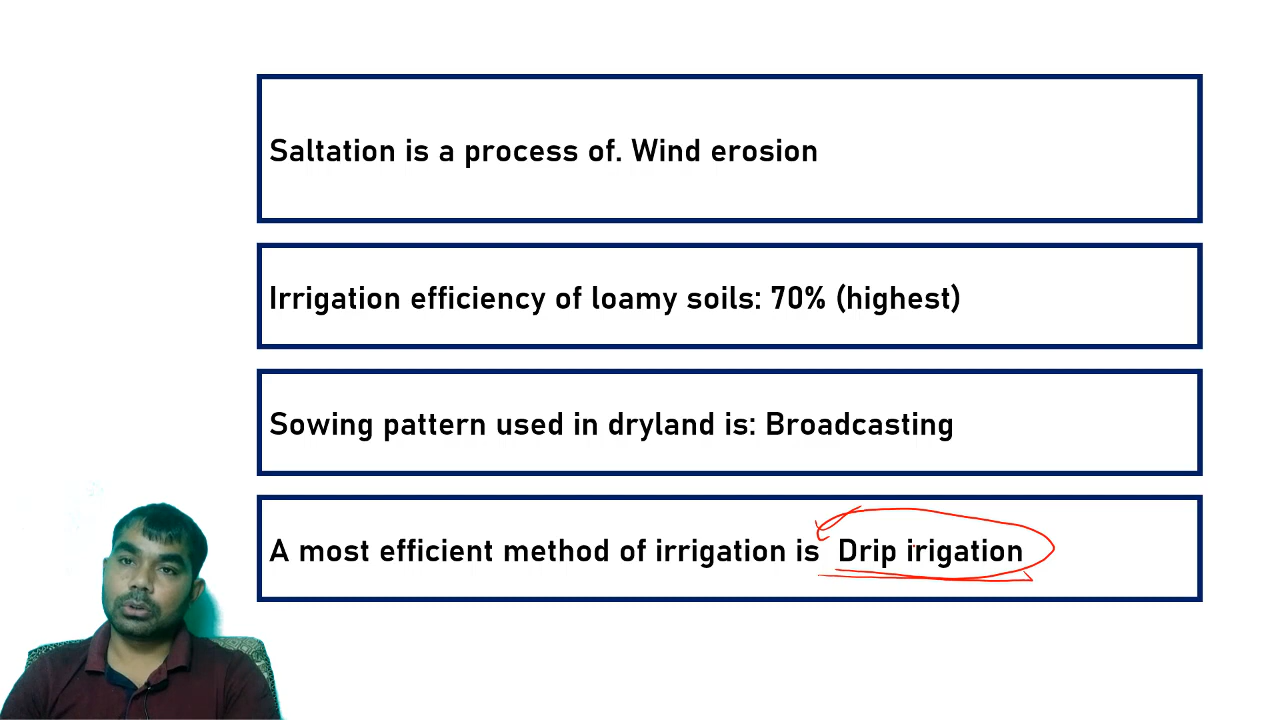 Saltation is a process of. Wind erosion
Irrigation efficiency of loamy soils: 70% (highest)
Sowing pattern used in dryland is: Broadcasting
A most efficient method of irrigation is Drip irigation